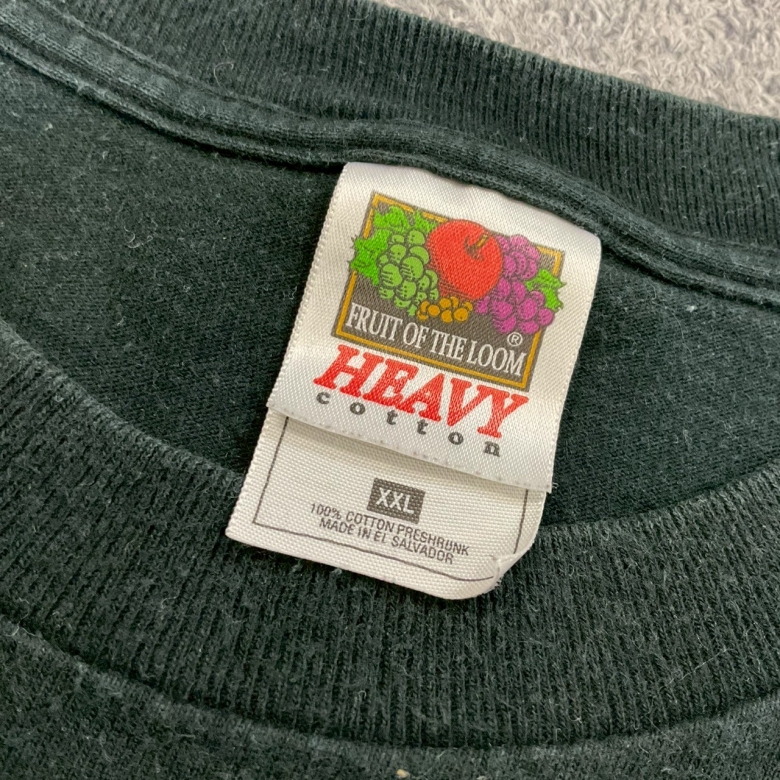 FRUIT OF THE LOOM ®
HEAVY
cotton
XXL
100% COTTON PRESHRUNK
MADE IN EL SALVADOR